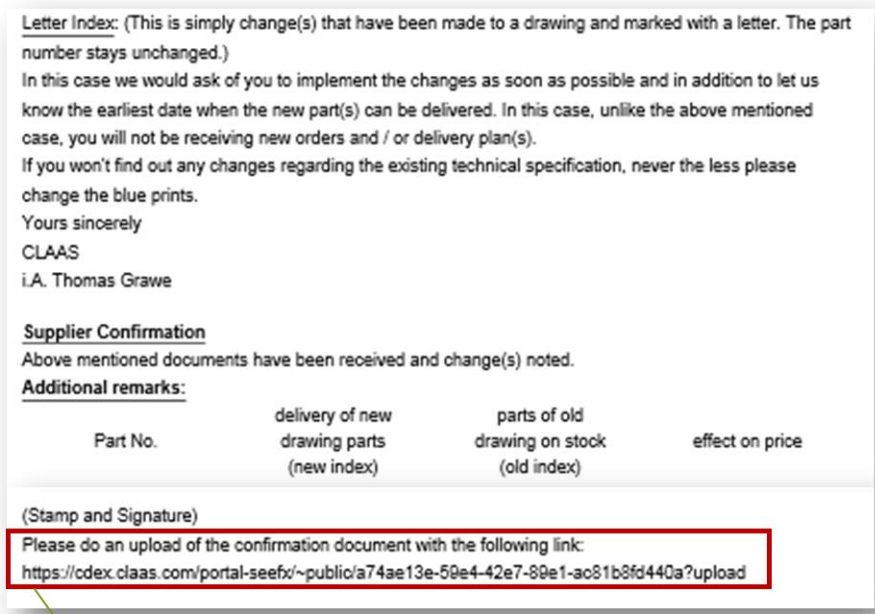 Letter Index: (This is simply change(s) that have been made to a drawing and marked with a letter. The part
number stays unchanged.)
In this case we would ask of you to implement the changes as soon as possible and in addition to let us
know the earliest date when the new part(s) can be delivered. In this case, unlike the above mentioned
case, you will not be receiving new orders and / or delivery plan(s).
If you won't find out any changes regarding the existing technical specification, never the less please
change the blue prints.
Yours sincerely
CLAAS
i.A. Thomas Grawe
Supplier Confirmation
Above mentioned documents have been received and change(s) noted.
Additional remarks:
delivery of new parts of old
Part No. drawing parts drawing on stock effect on price
(new index) (old index)
(Stamp and Signature)
Please do an upload of the confirmation document with the following link:
https://cdex.claas.com/portal-seefx/~public/a74ae13e-59e4-42e7-89e1-ac81b8fd440a?upload